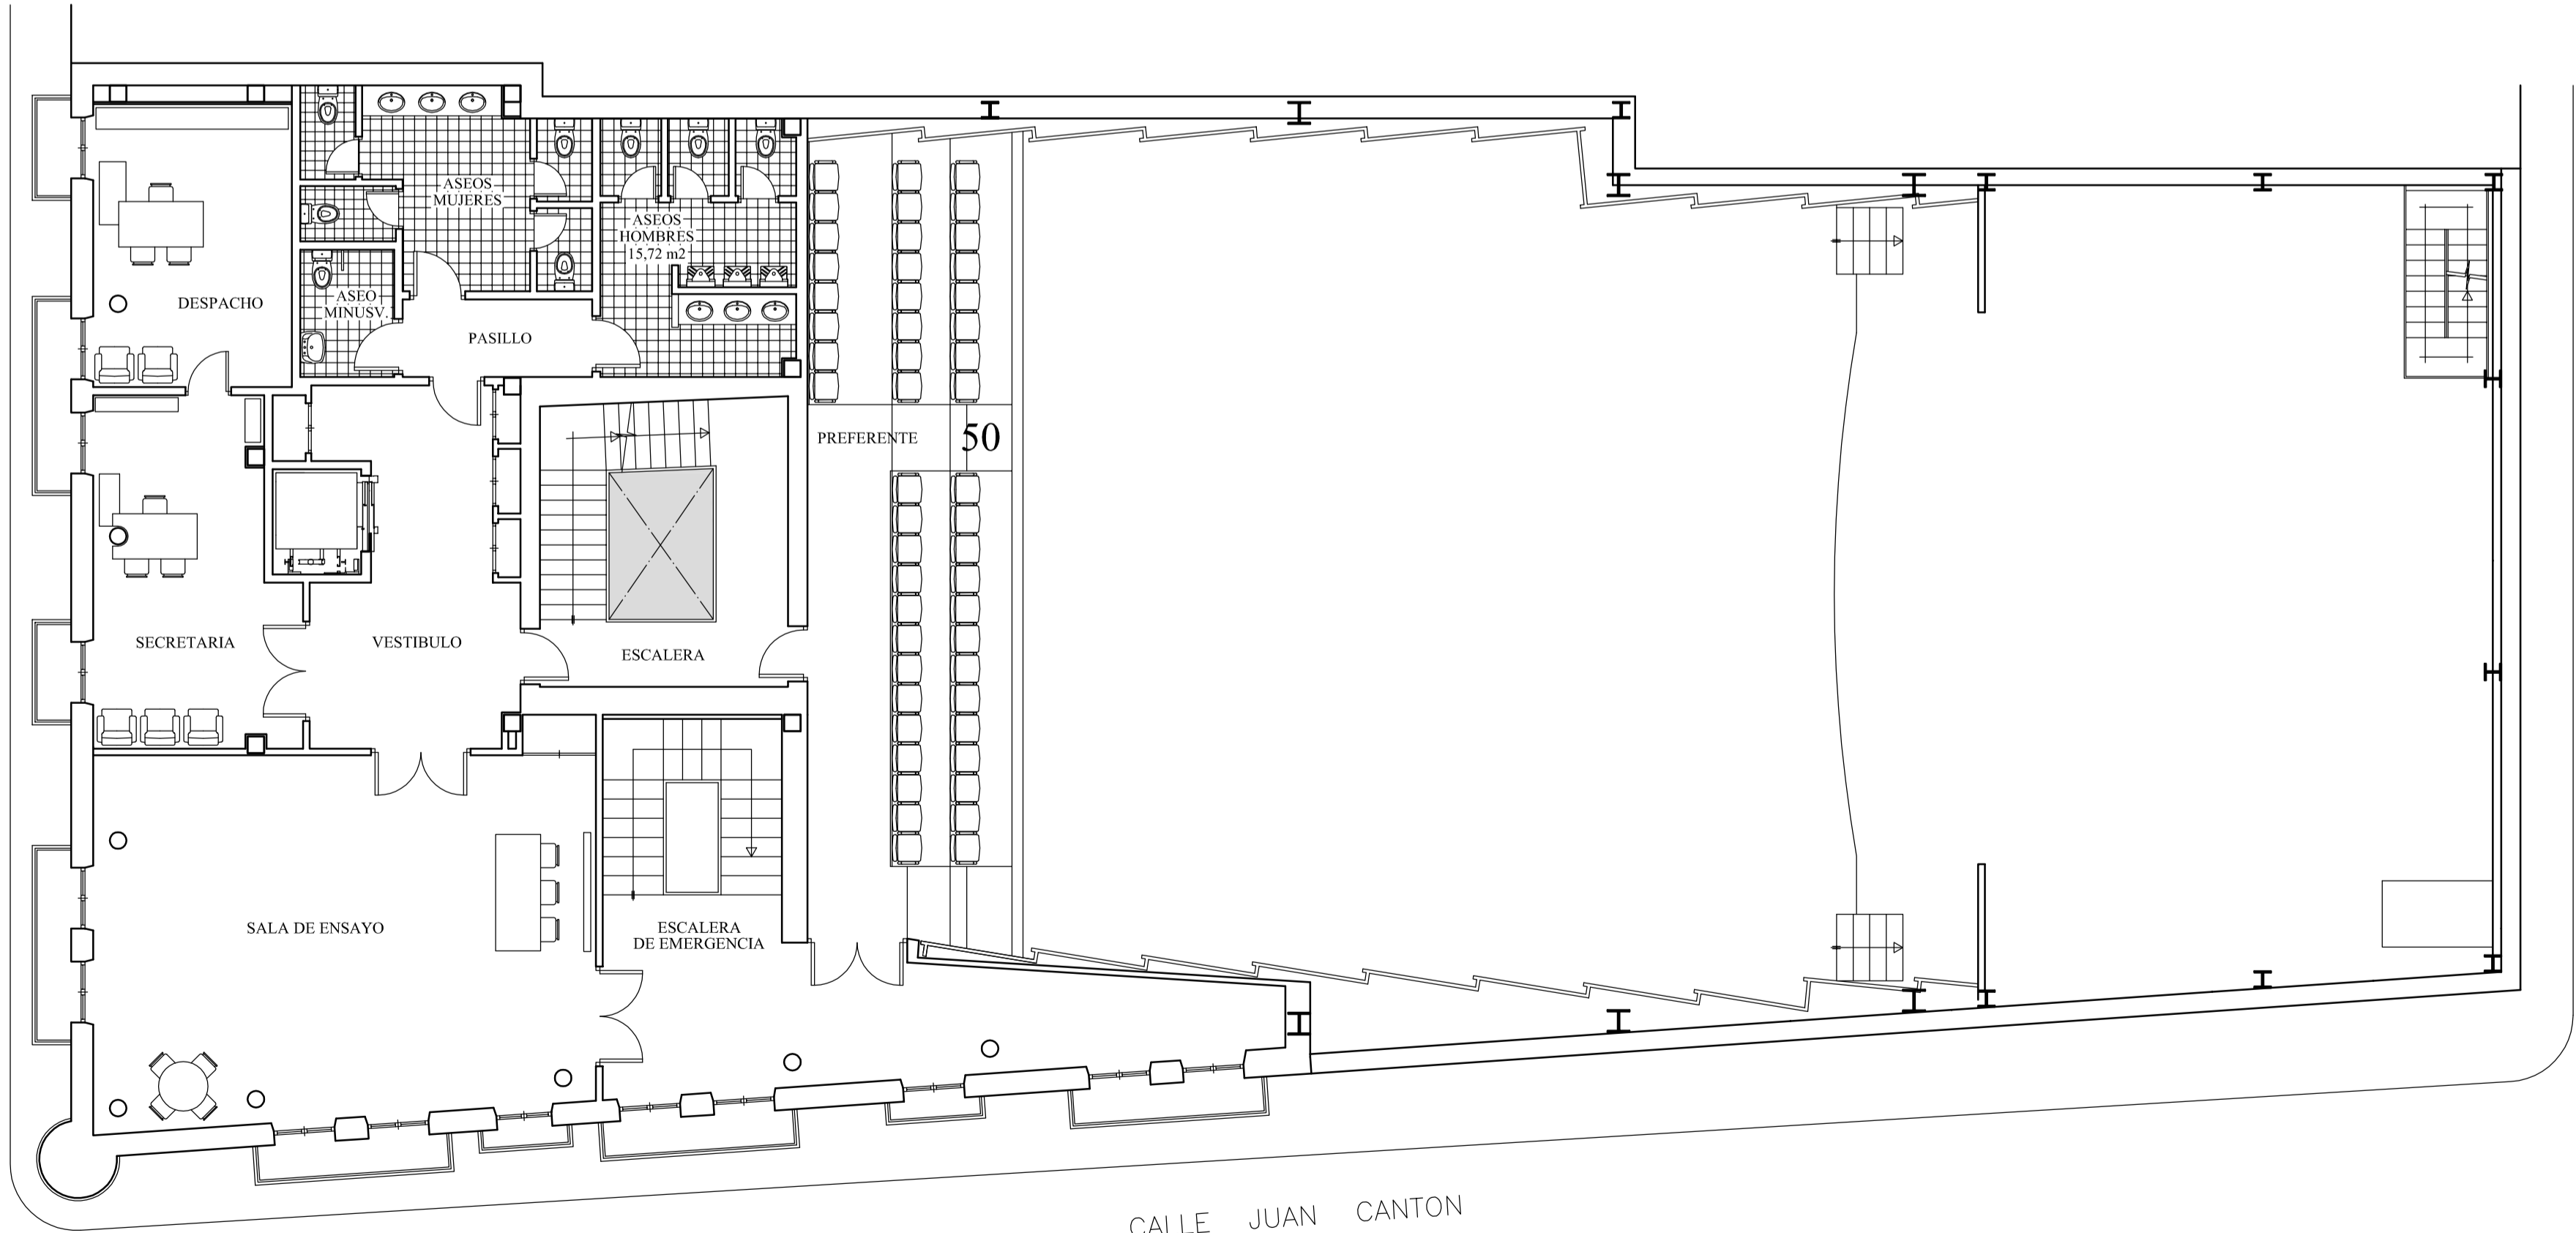 ASEOS
MUJERES
ASEOS
HOMBRES
15,72 m2
ASEO
MINUSV.
DESPACHO
PASILLO
PREFERENTE
50
SECRETARIA
VESTIBULO
ESCALERA
SALA DE ENSAYO
ESCALERA
DE EMERGENCIA
CALLE JUAN CANTON